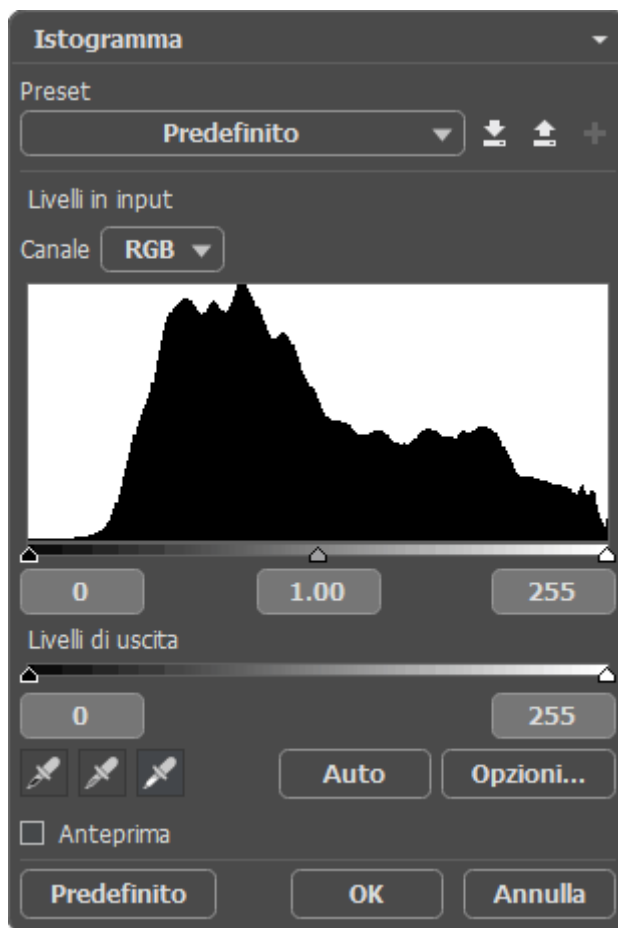 Istogramma
Preset
Predefinito
Livelli in input
Canale RGB
0 1.00 255
Livelli di uscita
0 255
Auto Opzioni...
Anteprima
Predefinito OK Annulla